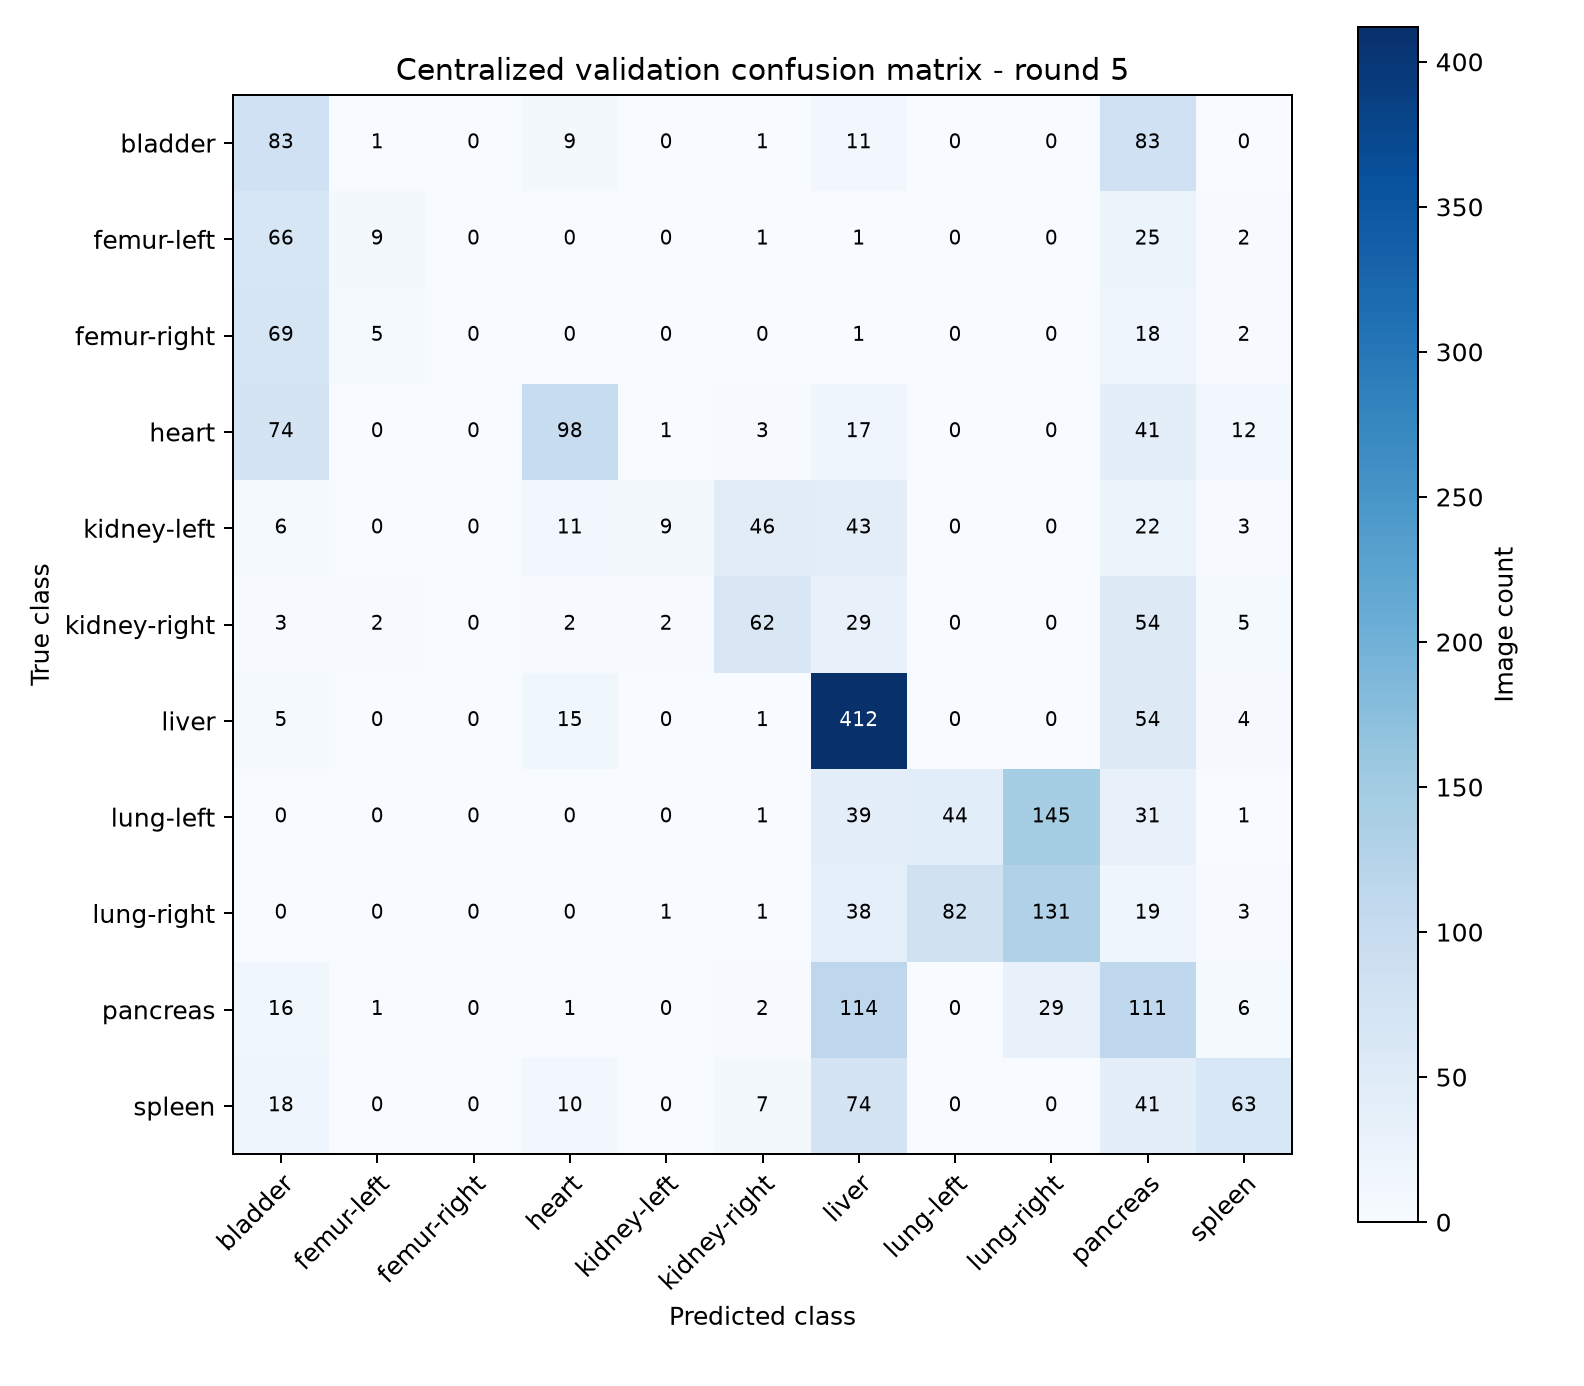 Centralized validation confusion matrix - round 5
bladder 83 1 0 9 0 1 11 0 0 83 0
femur-left 66 9 0 0 0 1 1 0 0 25 2
femur-right 69 5 0 0 0 0 1 0 0 18 2
heart 74 0 0 98 1 3 17 0 0 41 12
kidney-left 6 0 0 11 9 46 43 0 0 22 3
kidney-right 3 2 0 2 2 62 29 0 0 54 5
liver 5 0 0 15 0 1 412 0 0 54 4
lung-left 0 0 0 0 0 1 39 44 145 31 1
lung-right 0 0 0 0 1 1 38 82 131 19 3
pancreas 16 1 0 1 0 2 114 0 29 111 6
spleen 18 0 0 10 0 7 74 0 0 41 63
True class
bladder femur-left femur-right heart kidney-left kidney-right liver lung-left lung-right pancreas spleen
Predicted class
400
350
300
250
200
150
100
50
0
Image count